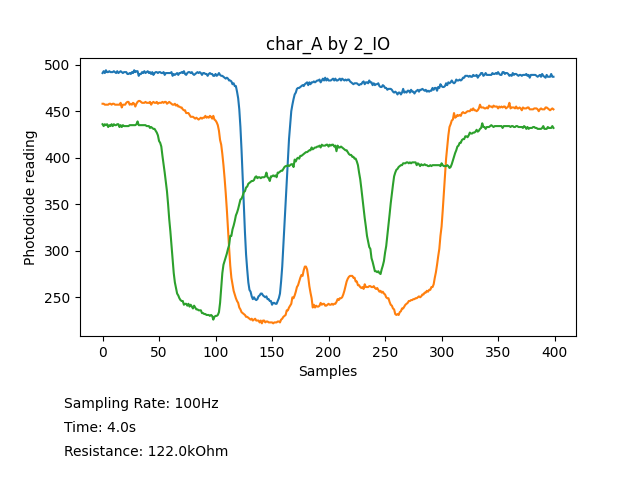 char_A by 2_IO
500
450
400
350
300
250
Photodiode reading
0 50 100 150 200 250 300 350 400
Samples
Sampling Rate: 100Hz
Time: 4.0s
Resistance: 122.0kOhm